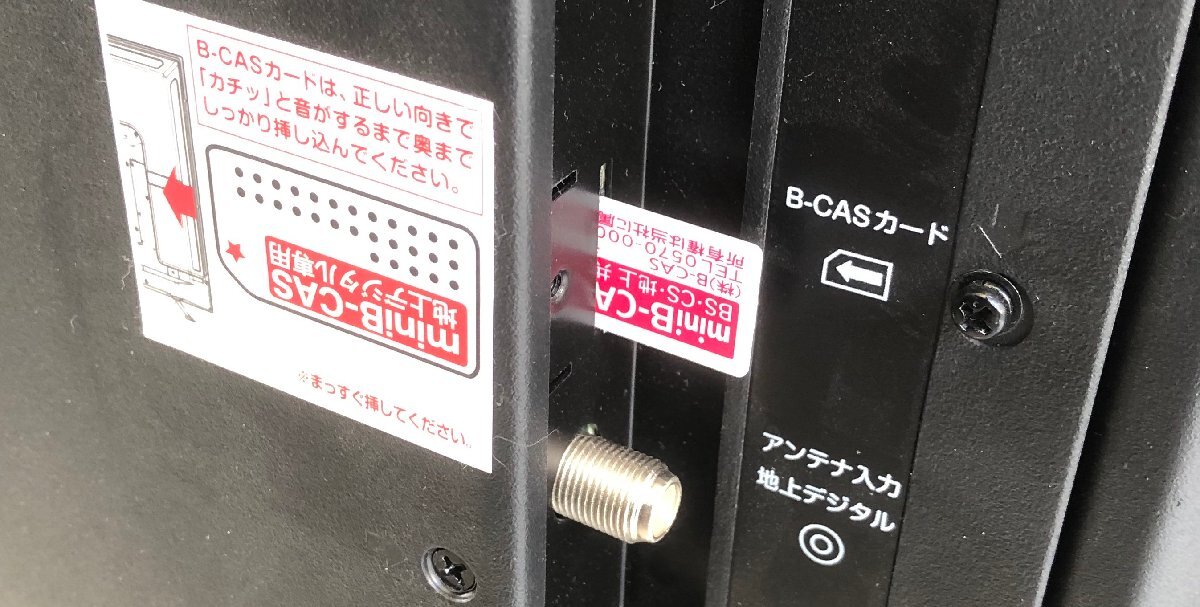 B-CASカードは、正しい向きで
「カチッ」と音がするまで奥まで
しっかり挿し込んでください。
miniB-CAS
地上デジタル専用
※まっすぐ挿してください。
miniB-CA
BS・CS・地上 共
(株)B-CAS
TEL 0570-000
所有権は当社に属
B-CASカード
アンテナ入力
地上デジタル